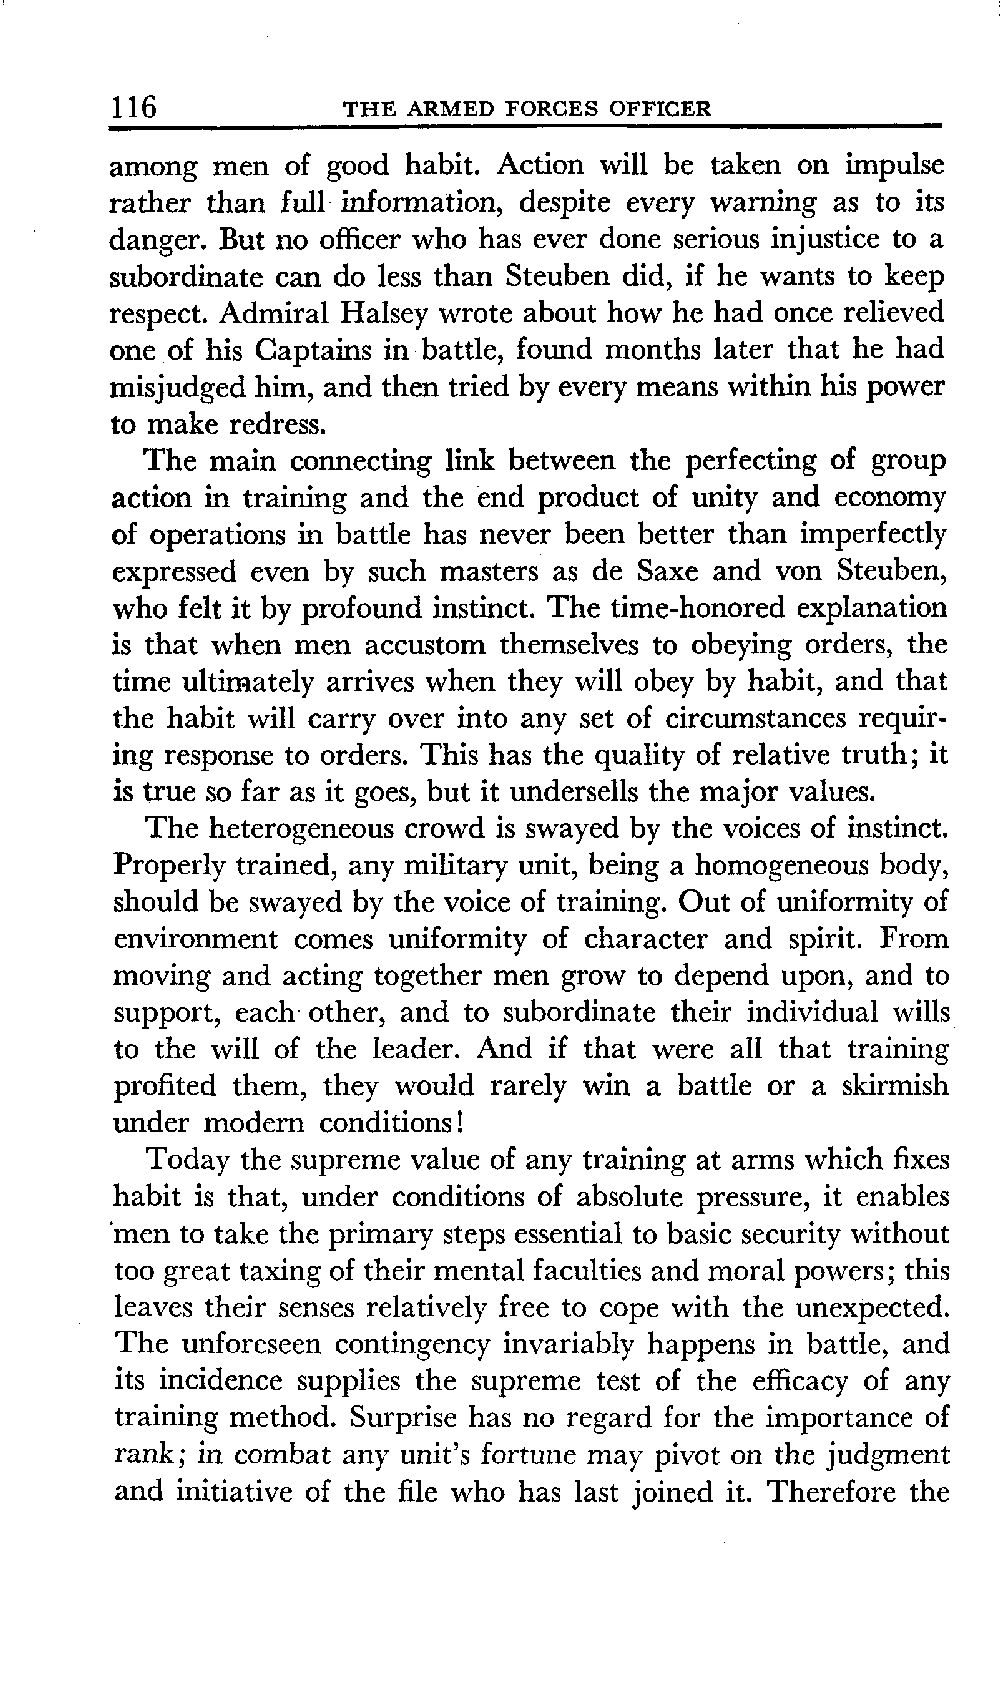 116 THE ARMED FORCES OFFICER
among men of good habit. Action will be taken on impulse
rather than full information, despite every warning as to its
danger. But no officer who has ever done serious injustice to a
subordinate can do less than Steuben did, if he wants to keep
respect. Admiral Halsey wrote about how he had once relieved
one of his Captains in battle, found months later that he had
misjudged him, and then tried by every means within his power
to make redress.
The main connecting link between the perfecting of group
action in training and the end product of unity and economy
of operations in battle has never been better than imperfectly
expressed even by such masters as de Saxe and von Steuben,
who felt it by profound instinct. The time-honored explanation
is that when men accustom themselves to obeying orders, the
time ultimately arrives when they will obey by habit, and that
the habit will carry over into any set of circumstances requir-
ing response to orders. This has the quality of relative truth; it
is true so far as it goes, but it undersells the major values.
The heterogeneous crowd is swayed by the voices of instinct.
Properly trained, any military unit, being a homogeneous body,
should be swayed by the voice of training. Out of uniformity of
environment comes uniformity of character and spirit. From
moving and acting together men grow to depend upon, and to
support, each other, and to subordinate their individual wills
to the will of the leader. And if that were all that training
profited them, they would rarely win a battle or a skirmish
under modern conditions!
Today the supreme value of any training at arms which fixes
habit is that, under conditions of absolute pressure, it enables
men to take the primary steps essential to basic security without
too great taxing of their mental faculties and moral powers; this
leaves their senses relatively free to cope with the unexpected.
The unforeseen contingency invariably happens in battle, and
its incidence supplies the supreme test of the efficacy of any
training method. Surprise has no regard for the importance of
rank; in combat any unit's fortune may pivot on the judgment
and initiative of the file who has last joined it. Therefore the